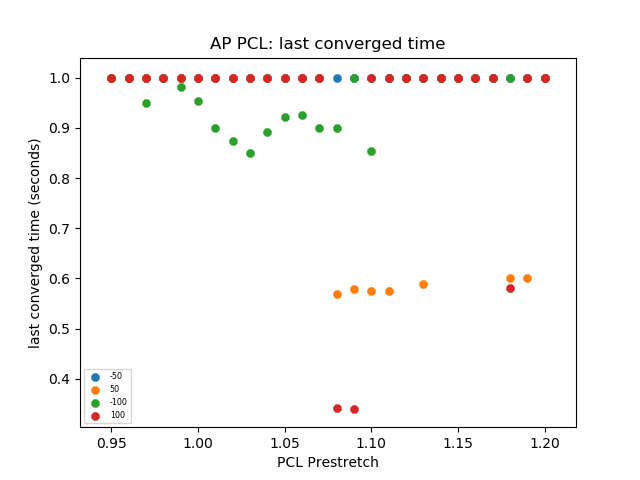 AP PCL: last converged time
last converged time (seconds)
1.0
0.9
0.8
0.7
0.6
0.5
0.4
-50
50
-100
100
0.95 1.00 1.05 1.10 1.15 1.20
PCL Prestretch